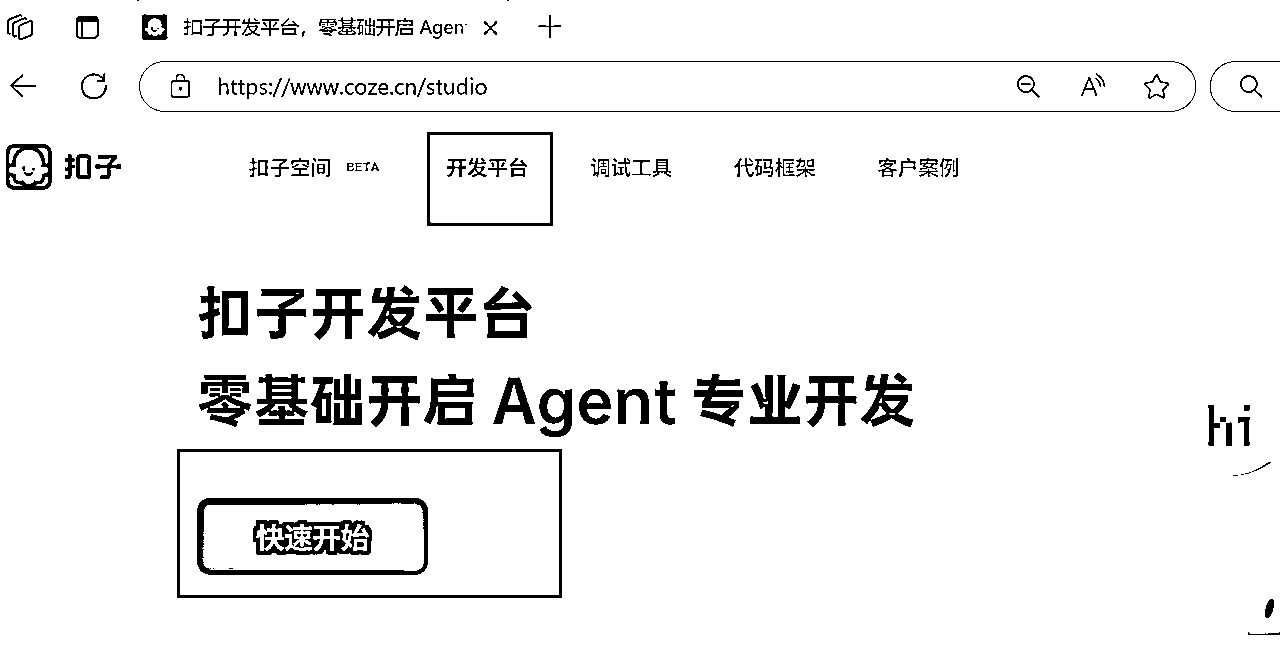 扣子开发平台，零基础开启 Agen
https://www.coze.cn/studio
扣子 扣子空间 BETA 开发平台 调试工具 代码框架 客户案例
扣子开发平台
零基础开启 Agent 专业开发
hi
快速开始